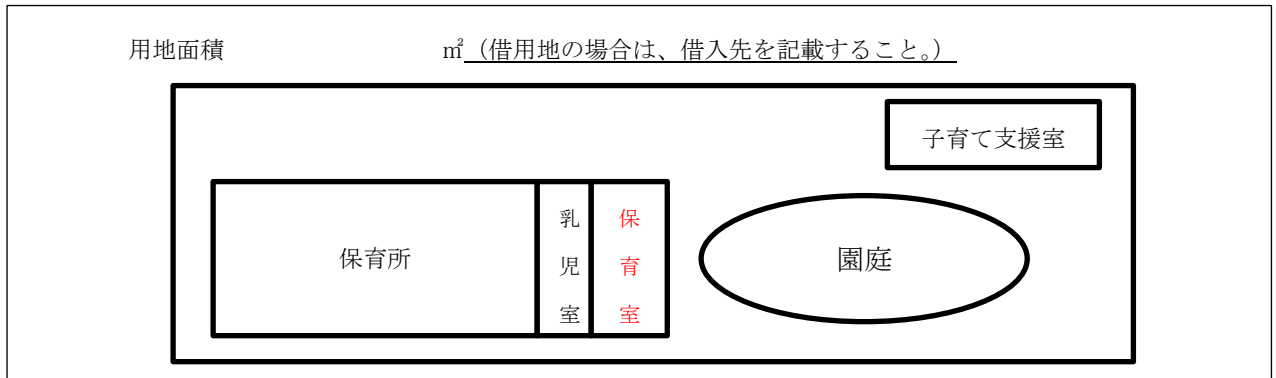 用地面積 ㎡（借用地の場合は、借入先を記載すること。）
子育て支援室
保育所
乳児室
保育室
園庭